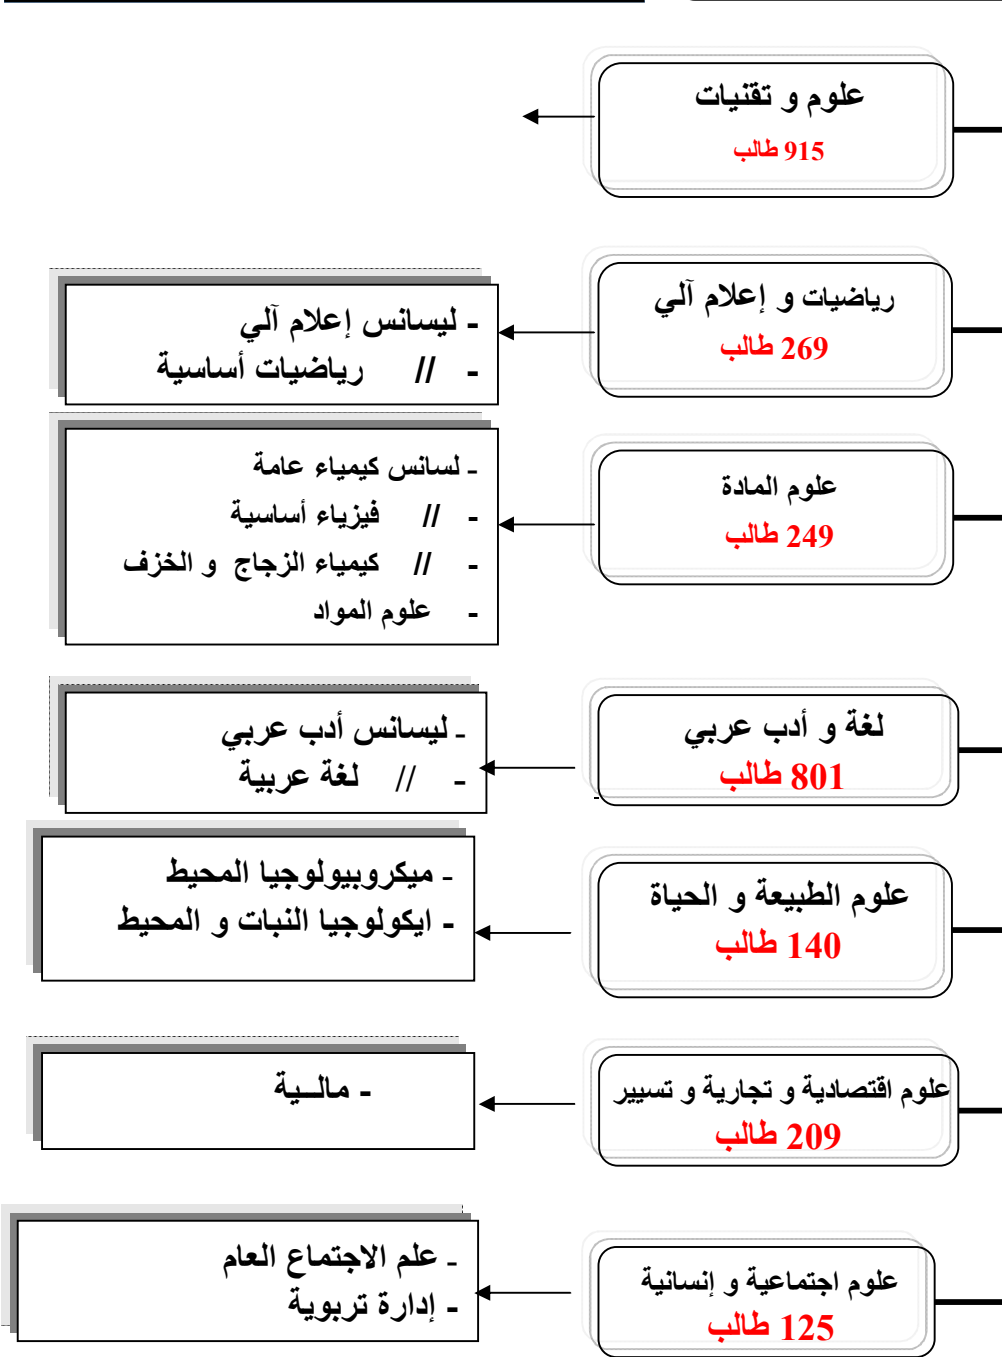 علوم و تقنيات
915 طالب
رياضيات و إعلام آلي
269 طالب
- ليسانس إعلام آلي
- // رياضيات أساسية
علوم المادة
249 طالب
- لسانس كيمياء عامة
- // فيزياء أساسية
- // كيمياء الزجاج و الخزف
- علوم المواد
لغة و أدب عربي
801 طالب
- ليسانس أدب عربي
- // لغة عربية
علوم الطبيعة و الحياة
140 طالب
- ميكروبيولوجيا المحيط
- ايكولوجيا النبات و المحيط
علوم اقتصادية و تجارية و تسيير
209 طالب
- مالـــية
علوم اجتماعية و إنسانية
125 طالب
- علم الاجتماع العام
- إدارة تربوية